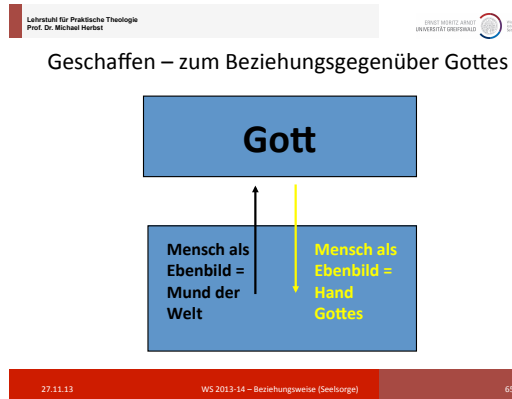 Lehrstuhl für Praktische Theologie
Prof. Dr. Michael Herbst
ERNST MORITZ ARNDT
UNIVERSITÄT GREIFSWALD
Geschaffen – zum Beziehungsgegenüber Gottes
Gott
Mensch als
Ebenbild =
Mund der
Welt
Mensch als
Ebenbild =
Hand
Gottes
27.11.13
WS 2013-14 – Beziehungsweise (Seelsorge)
65